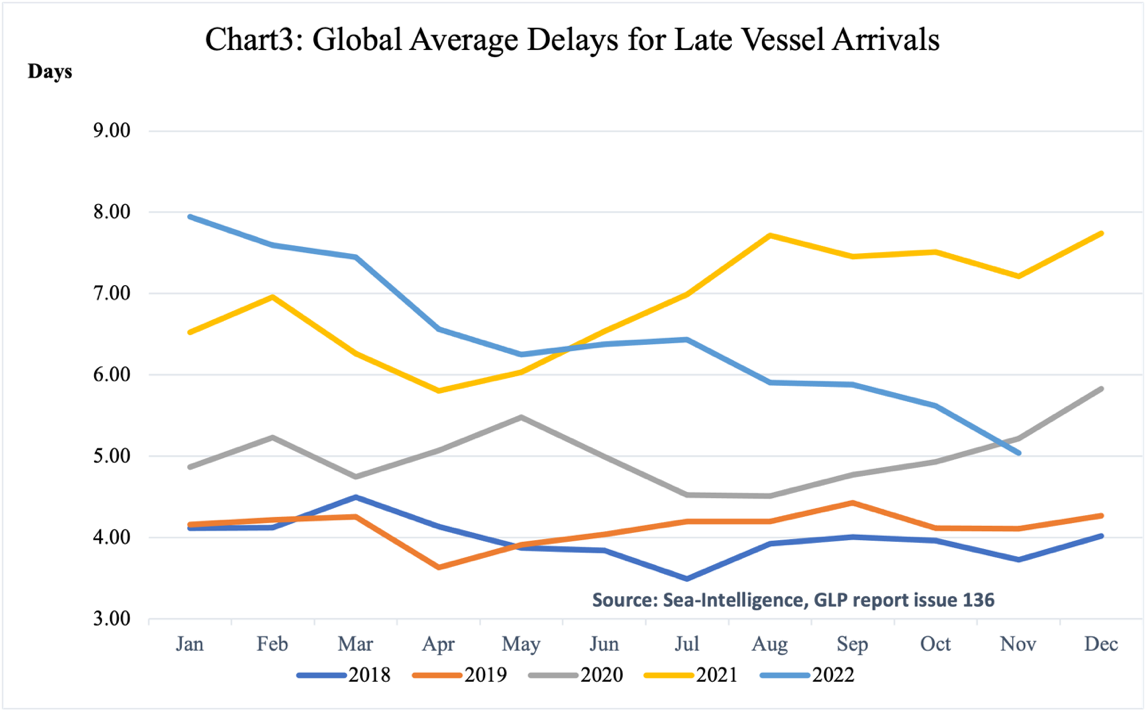 Chart3: Global Average Delays for Late Vessel Arrivals
Days
9.00
8.00
7.00
6.00
5.00
4.00
3.00
Source: Sea-Intelligence, GLP report issue 136
Jan Feb Mar Apr May Jun Jul Aug Sep Oct Nov Dec
2018 2019 2020 2021 2022